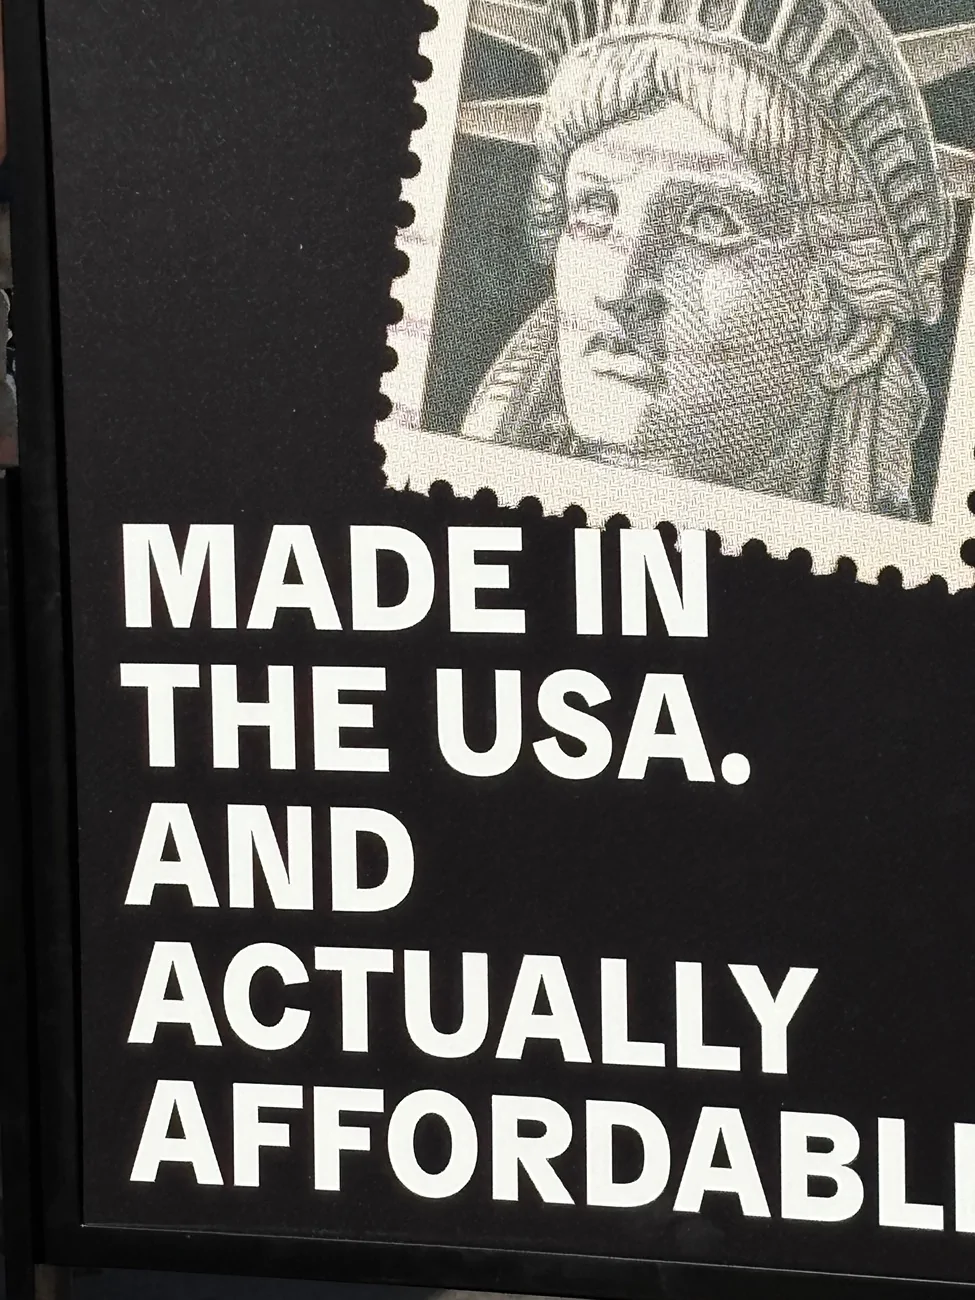 MADE IN
THE USA.
AND
ACTUALLY
AFFORDABL